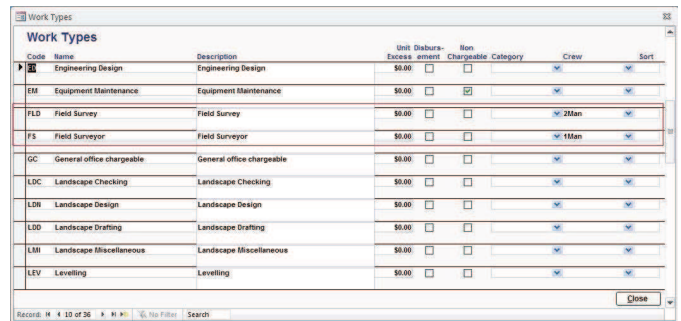 Work Types
Work Types
Unit Disburs- Non
Code Name Description Excess ement Chargeable Category Crew Sort
ED Engineering Design Engineering Design $0.00
EM Equipment Maintenance Equipment Maintenance $0.00
FLD Field Survey Field Survey $0.00 2Man
FS Field Surveyor Field Surveyor $0.00 1Man
GC General office chargeable General office chargeable $0.00
LDC Landscape Checking Landscape Checking $0.00
LDN Landscape Design Landscape Design $0.00
LDD Landscape Drafting Landscape Drafting $0.00
LMI Landscape Miscellaneous Landscape Miscellaneous $0.00
LEV Levelling Levelling $0.00
Close
Record: 10 of 36 No Filter Search